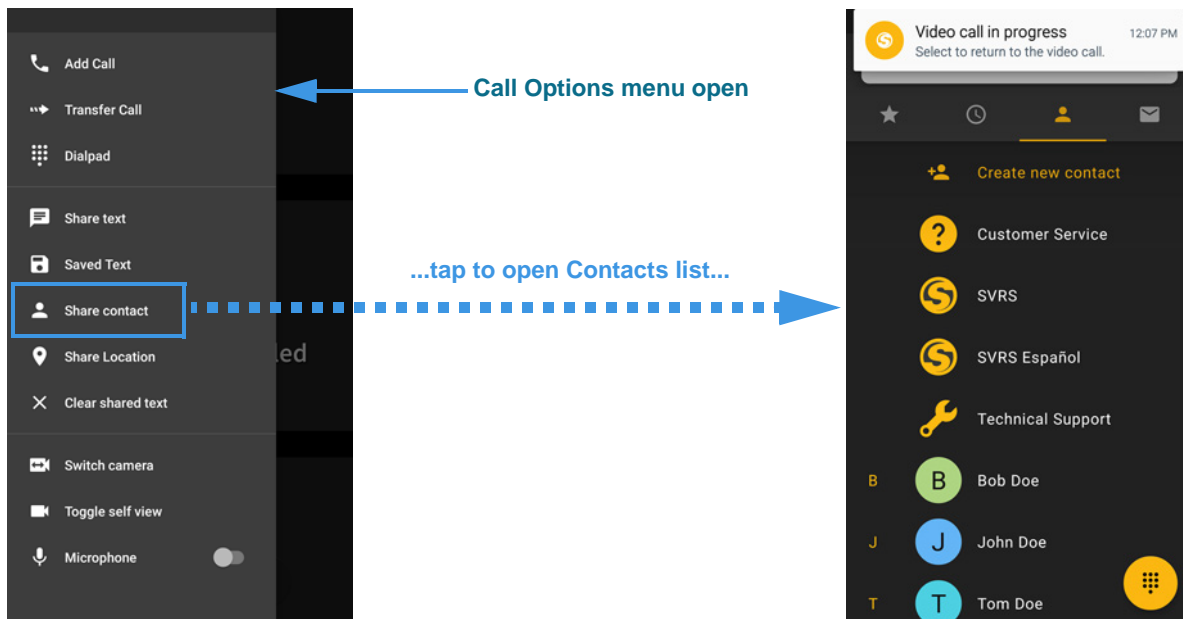 Add Call
Transfer Call
Dialpad
Share text
Saved Text
Share contact
Share Location
led
Clear shared text
Switch camera
Toggle self view
Microphone
Call Options menu open
...tap to open Contacts list...
Video call in progress 12:07 PM
Select to return to the video call.
Create new contact
? Customer Service
S SVRS
S SVRS Español
Technical Support
B B Bob Doe
J J John Doe
T T Tom Doe